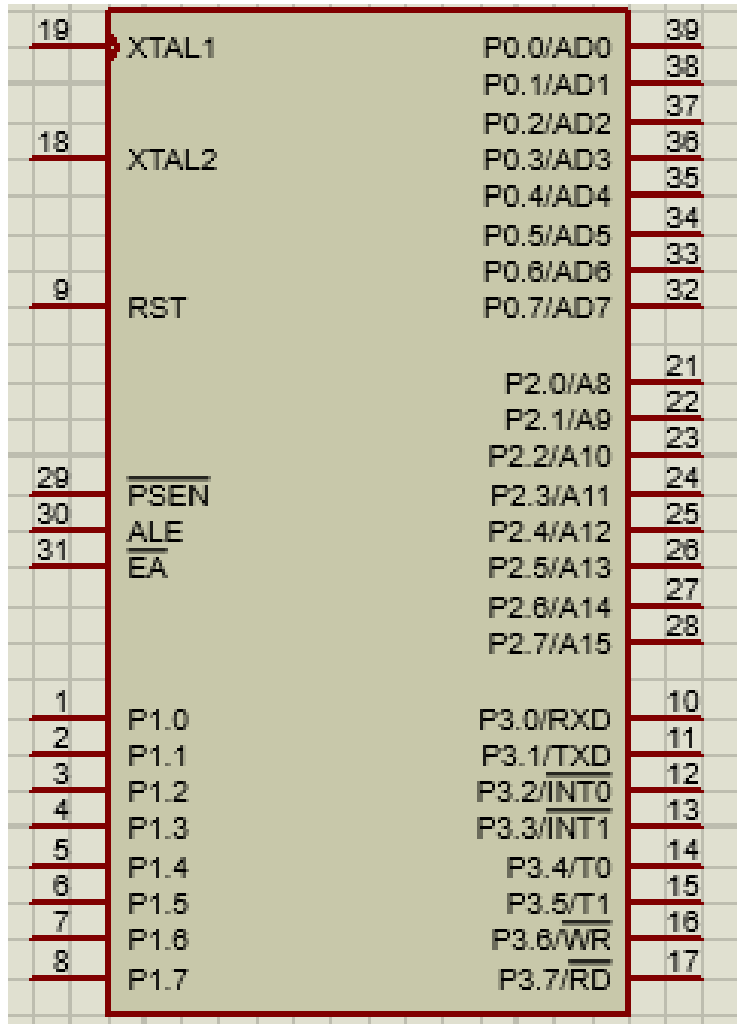 19 XTAL1 P0.0/AD0 39
P0.1/AD1 38
P0.2/AD2 37
18 XTAL2 P0.3/AD3 36
P0.4/AD4 35
P0.5/AD5 34
P0.6/AD6 33
9 RST P0.7/AD7 32
P2.0/A8 21
P2.1/A9 22
P2.2/A10 23
29 PSEN P2.3/A11 24
30 ALE P2.4/A12 25
31 EA P2.5/A13 26
P2.6/A14 27
P2.7/A15 28
1 P1.0 P3.0/RXD 10
2 P1.1 P3.1/TXD 11
3 P1.2 P3.2/INT0 12
4 P1.3 P3.3/INT1 13
5 P1.4 P3.4/T0 14
6 P1.5 P3.5/T1 15
7 P1.6 P3.6/WR 16
8 P1.7 P3.7/RD 17